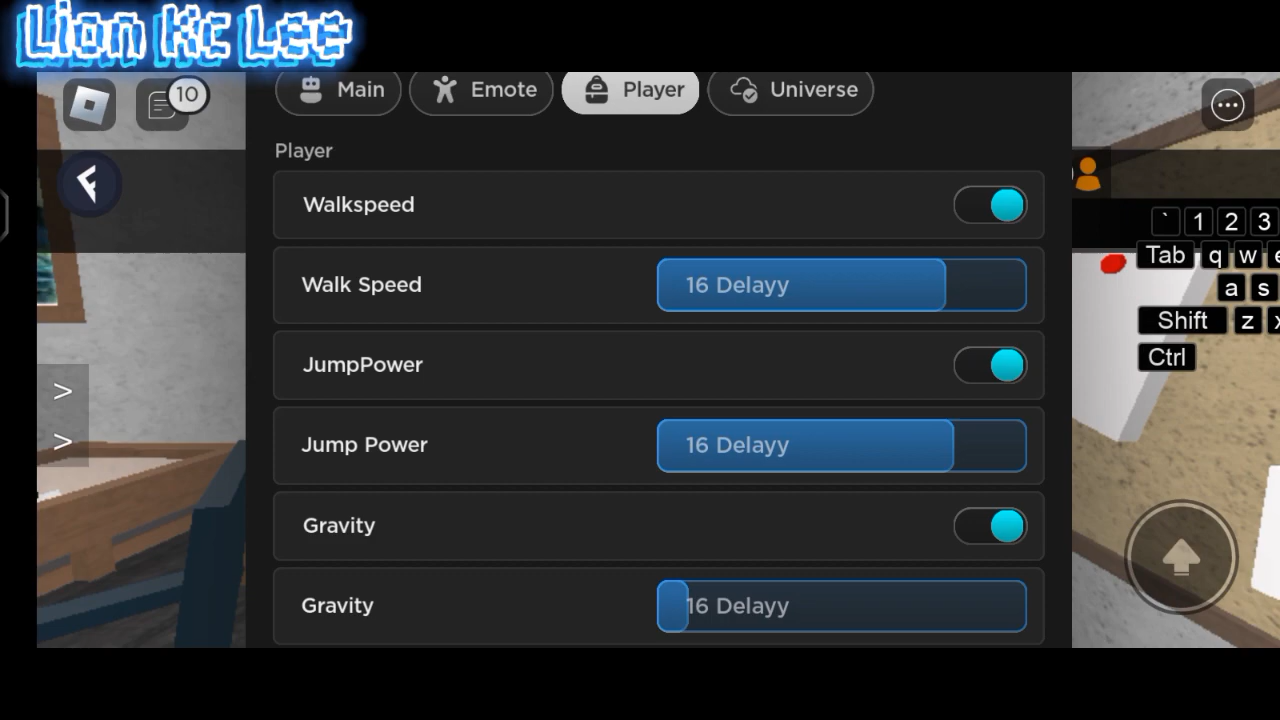 Lion Kc Lee
10
Main
Emote
Player
Universe
Player
Walkspeed
Walk Speed
16 Delayy
JumpPower
Jump Power
16 Delayy
Gravity
Gravity
16 Delayy
` 1 2 3
Tab q w e
a s
Shift z x
Ctrl
>
>